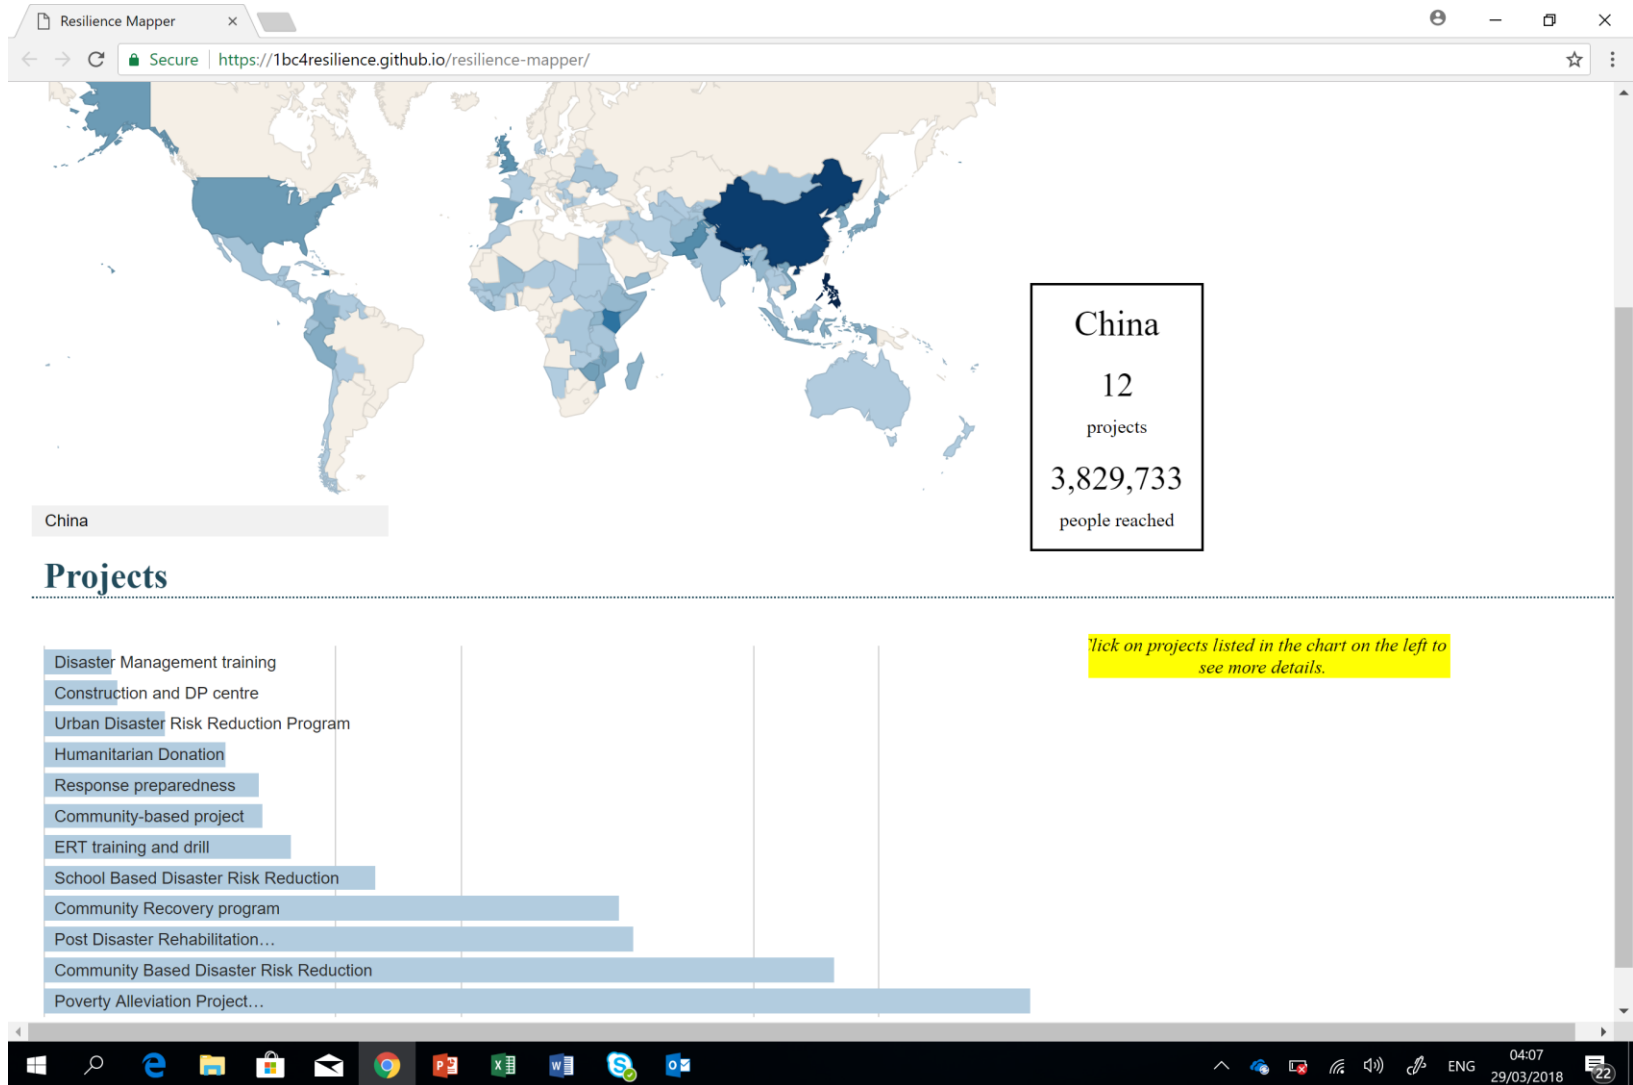 Resilience Mapper
Secure
https://1bc4resilience.github.io/resilience-mapper/
China
12
projects
3,829,733
people reached
China
Projects
lick on projects listed in the chart on the left to
see more details.
Disaster Management training
Construction and DP centre
Urban Disaster Risk Reduction Program
Humanitarian Donation
Response preparedness
Community-based project
ERT training and drill
School Based Disaster Risk Reduction
Community Recovery program
Post Disaster Rehabilitation…
Community Based Disaster Risk Reduction
Poverty Alleviation Project…
ENG
04:07
29/03/2018
22